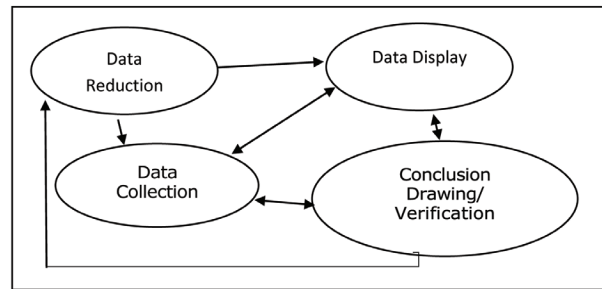 Data
Reduction
Data Display
Data
Collection
Conclusion
Drawing/
Verification